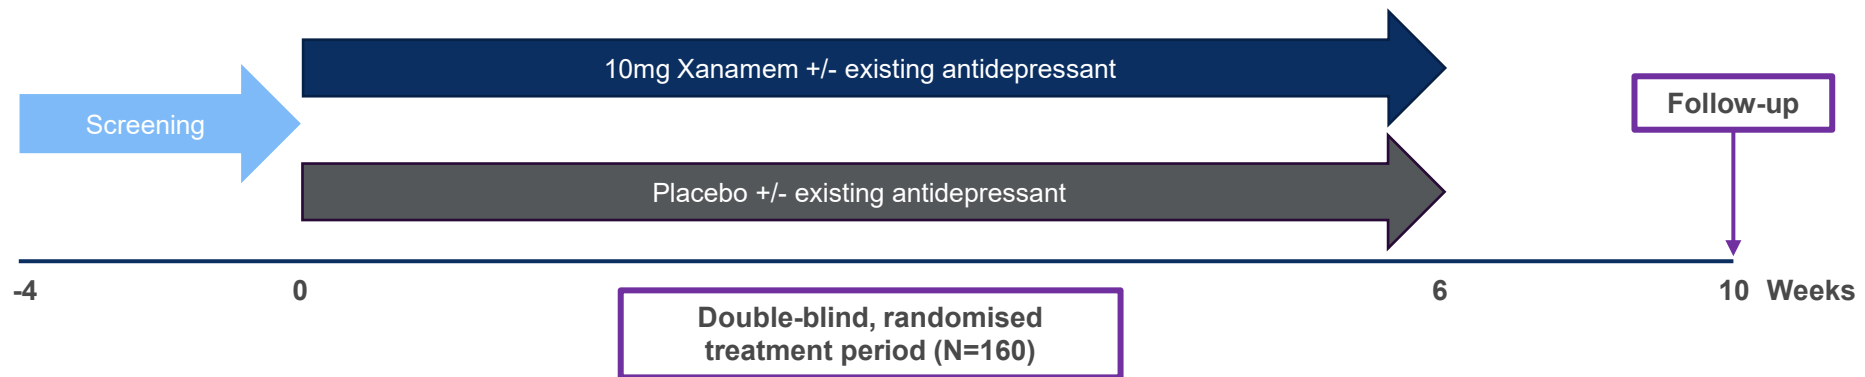 10mg Xanamem +/- existing antidepressant
Screening
Follow-up
Placebo +/- existing antidepressant
-4 0 6 10 Weeks
Double-blind, randomised
treatment period (N=160)